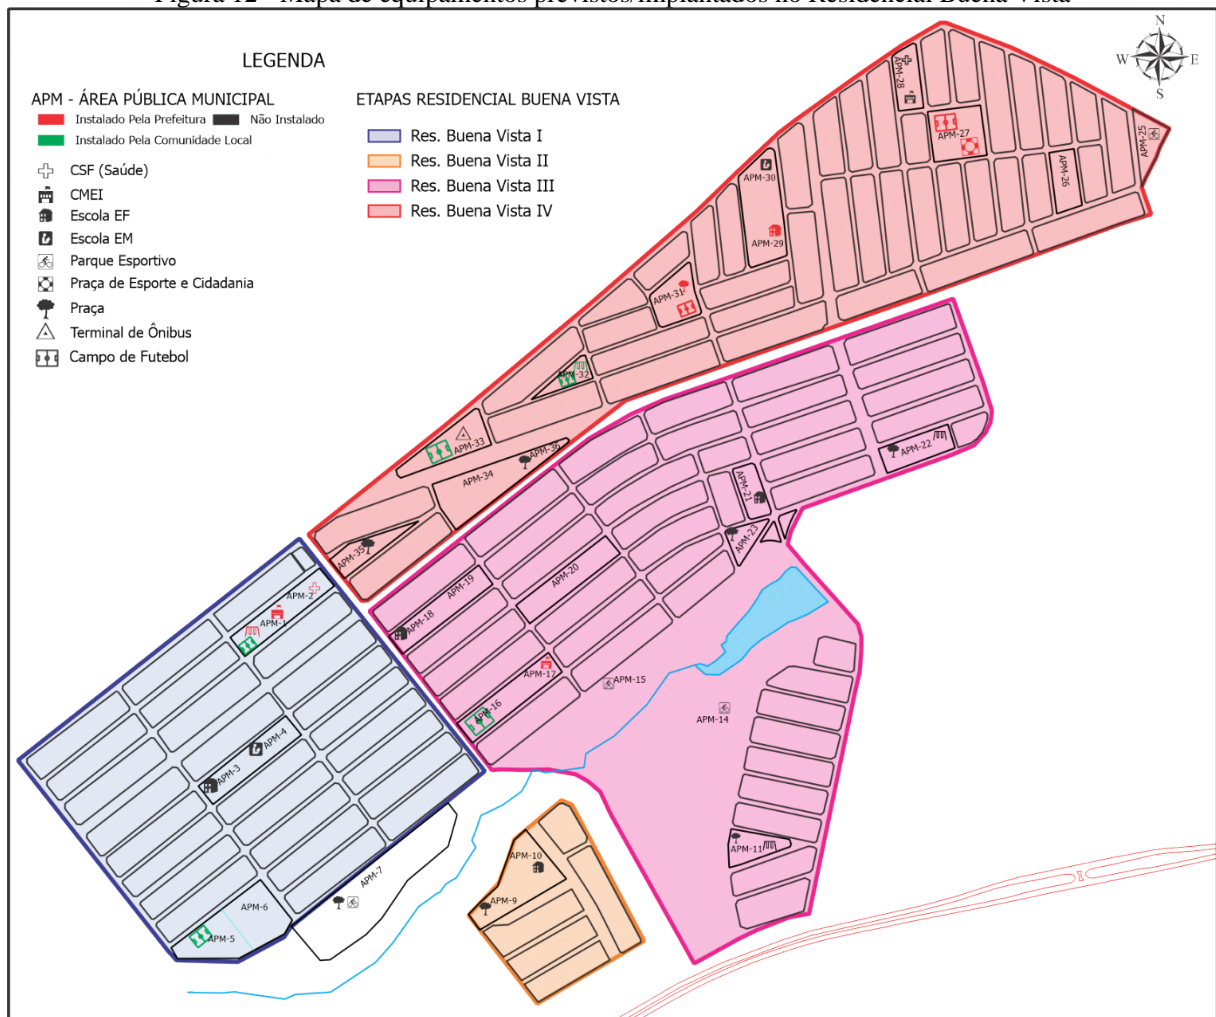 Figura 12 - Mapa de equipamentos previstos/implantados no Residencial Buena Vista
LEGENDA
APM - ÁREA PÚBLICA MUNICIPAL
Instalado Pela Prefeitura
Não Instalado
Instalado Pela Comunidade Local
CSF (Saúde)
CMEI
Escola EF
Escola EM
Parque Esportivo
Praça de Esporte e Cidadania
Praça
Terminal de Ônibus
Campo de Futebol
ETAPAS RESIDENCIAL BUENA VISTA
Res. Buena Vista I
Res. Buena Vista II
Res. Buena Vista III
Res. Buena Vista IV
N
W
E
S
APM-28
APM-27
APM-25
APM-26
APM-30
APM-29
APM-31
APM-32
APM-33
APM-36
APM-34
APM-35
APM-22
APM-21
APM-23
APM-20
APM-19
APM-18
APM-17
APM-16
APM-15
APM-14
APM-11
APM-2
APM-1
APM-4
APM-3
APM-7
APM-6
APM-5
APM-10
APM-9